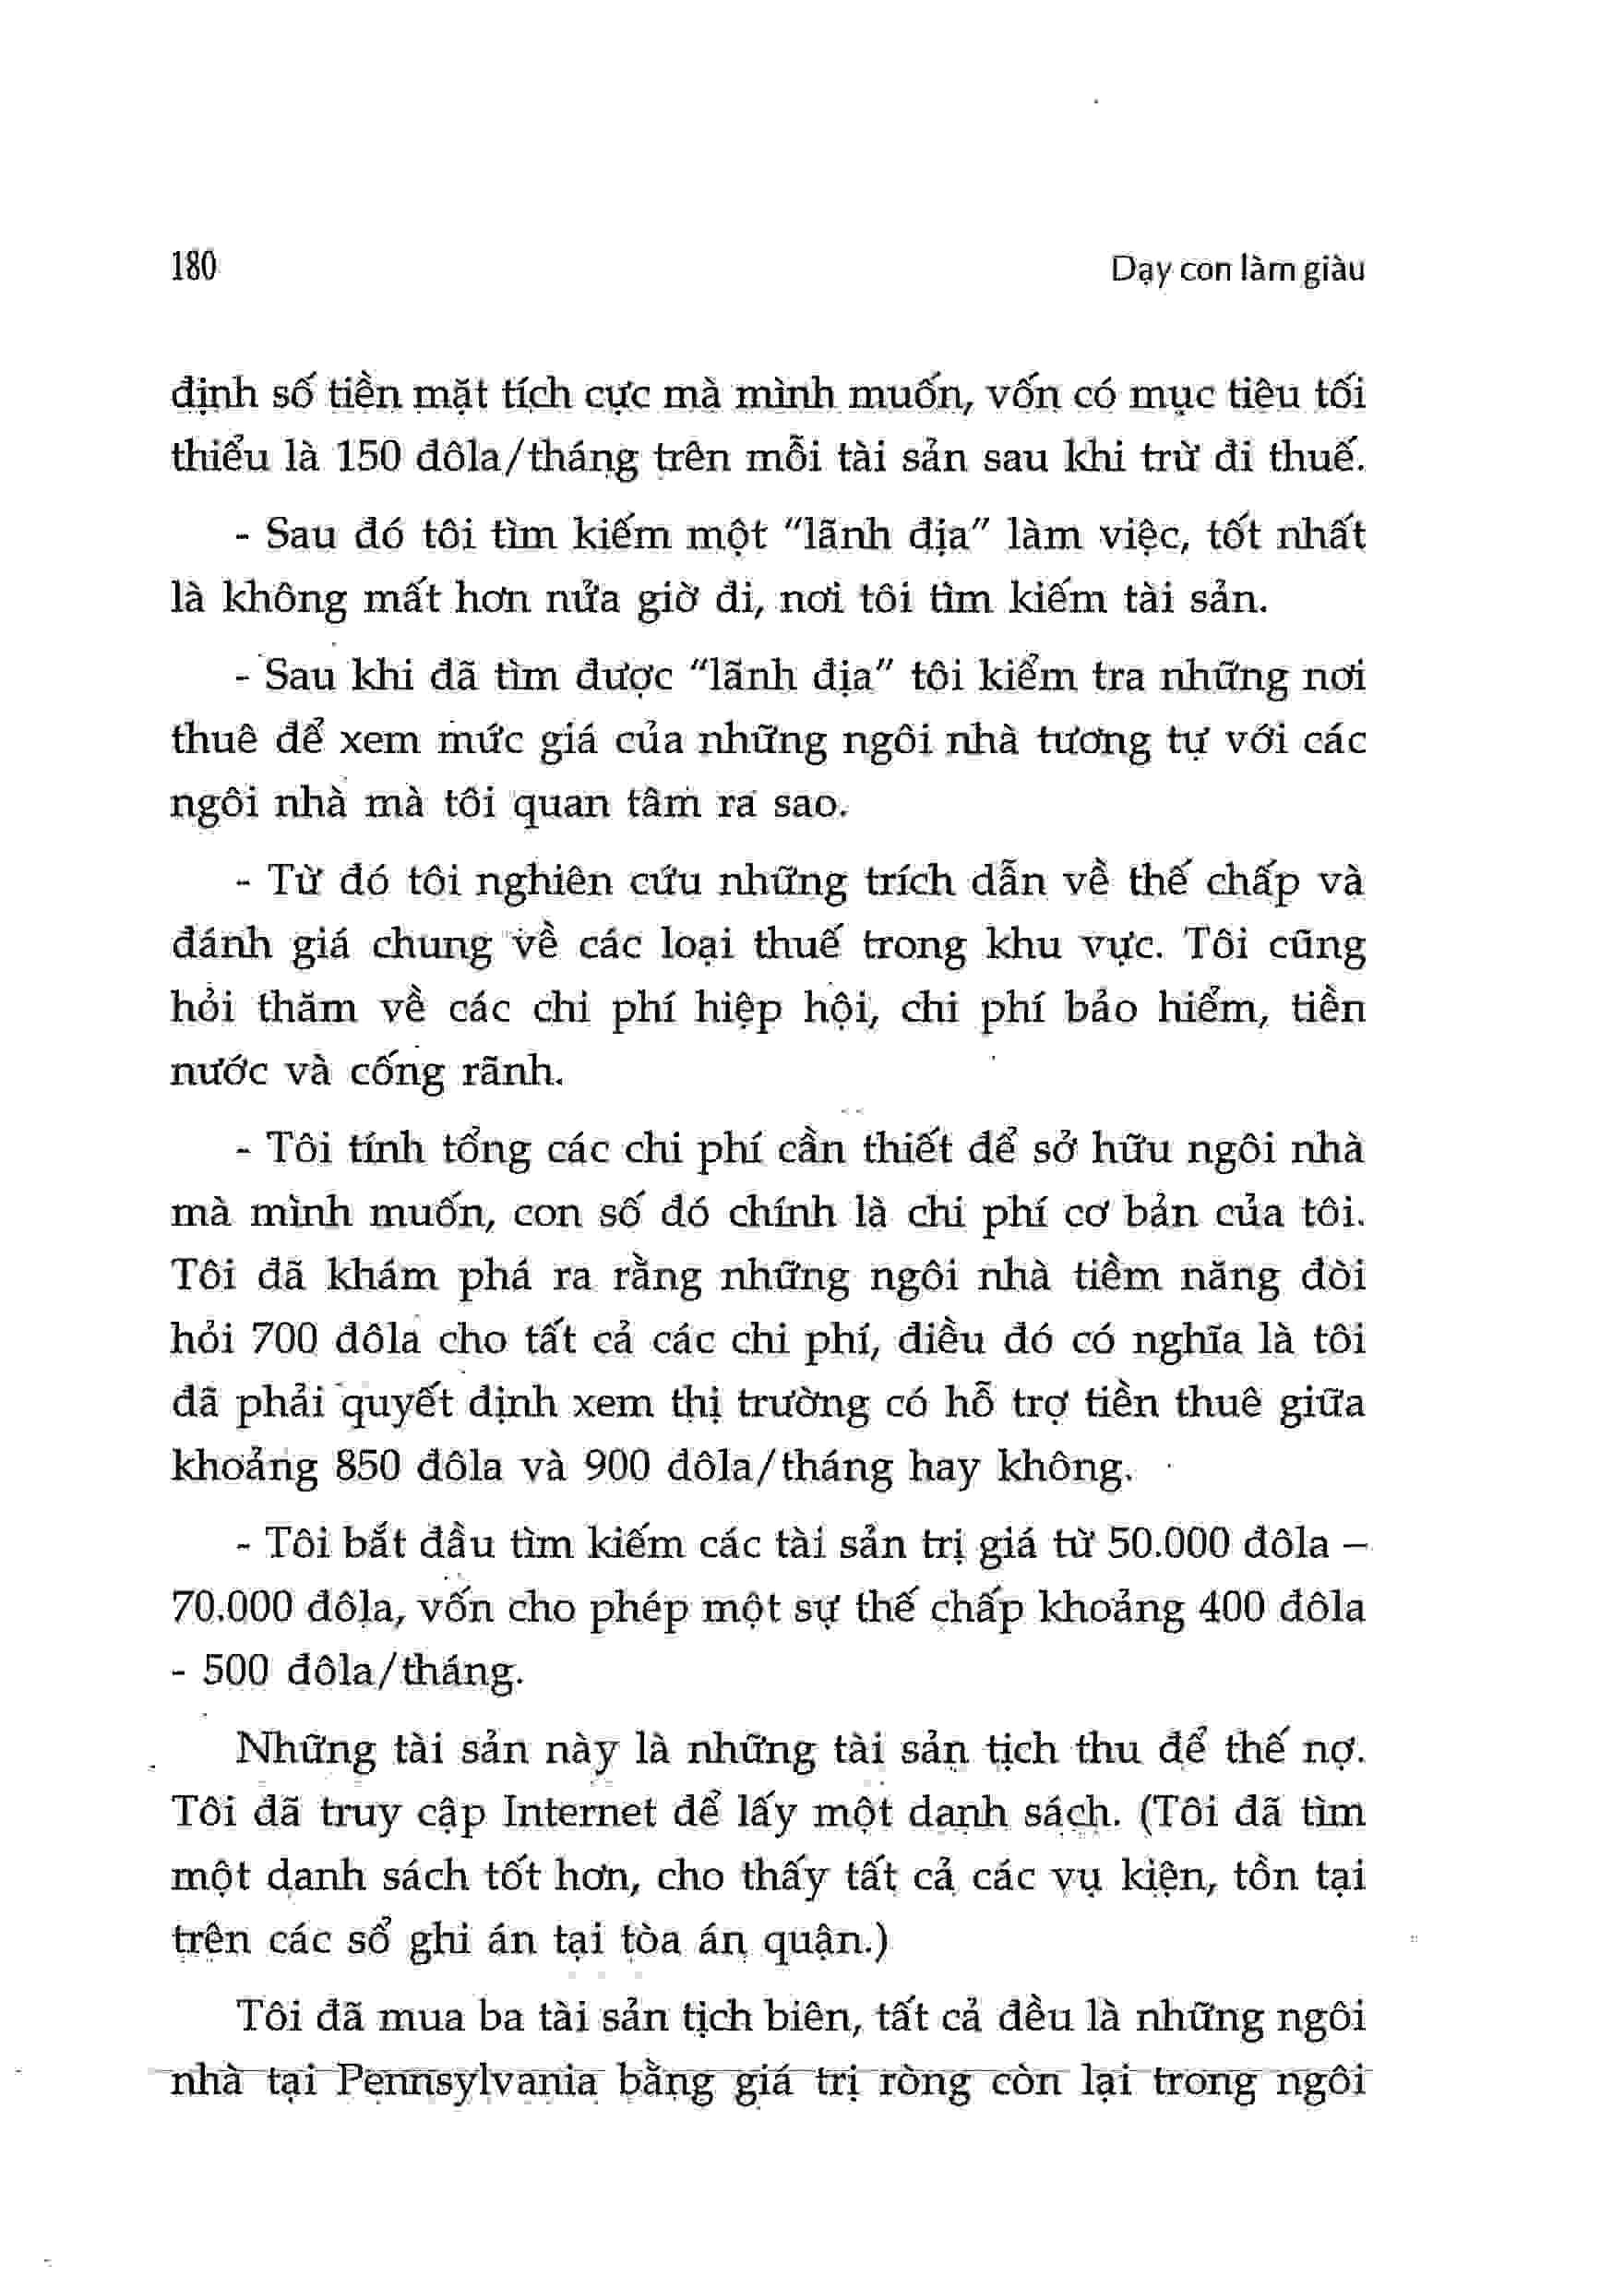 180 Dạy con làm giàu
định số tiền mặt tích cực mà mình muốn, vốn có mục tiêu tối
thiểu là 150 đôla/tháng trên mỗi tài sản sau khi trừ đi thuế.
- Sau đó tôi tìm kiếm một "lãnh địa" làm việc, tốt nhất
là không mất hơn nửa giờ đi, nơi tôi tìm kiếm tài sản.
- Sau khi đã tìm được "lãnh địa" tôi kiểm tra những nơi
thuê để xem mức giá của những ngôi nhà tương tự với các
ngôi nhà mà tôi quan tâm ra sao.
- Từ đó tôi nghiên cứu những trích dẫn về thế chấp và
đánh giá chung về các loại thuế trong khu vực. Tôi cũng
hỏi thăm về các chi phí hiệp hội, chi phí bảo hiểm, tiền
nước và cống rãnh.
- Tôi tính tổng các chi phí cần thiết để sở hữu ngôi nhà
mà mình muốn, con số đó chính là chi phí cơ bản của tôi.
Tôi đã khám phá ra rằng những ngôi nhà tiềm năng đòi
hỏi 700 đôla cho tất cả các chi phí, điều đó có nghĩa là tôi
đã phải quyết định xem thị trường có hỗ trợ tiền thuê giữa
khoảng 850 đôla và 900 đôla/tháng hay không.
- Tôi bắt đầu tìm kiếm các tài sản trị giá từ 50.000 đôla –
70.000 đôla, vốn cho phép một sự thế chấp khoảng 400 đôla
- 500 đôla/tháng.
Những tài sản này là những tài sản tịch thu để thế nợ.
Tôi đã truy cập Internet để lấy một danh sách. (Tôi đã tìm
một danh sách tốt hơn, cho thấy tất cả các vụ kiện, tồn tại
trên các sổ ghi án tại tòa án quận.)
Tôi đã mua ba tài sản tịch biên, tất cả đều là những ngôi
nhà tại Pennsylvania bằng giá trị ròng còn lại trong ngôi